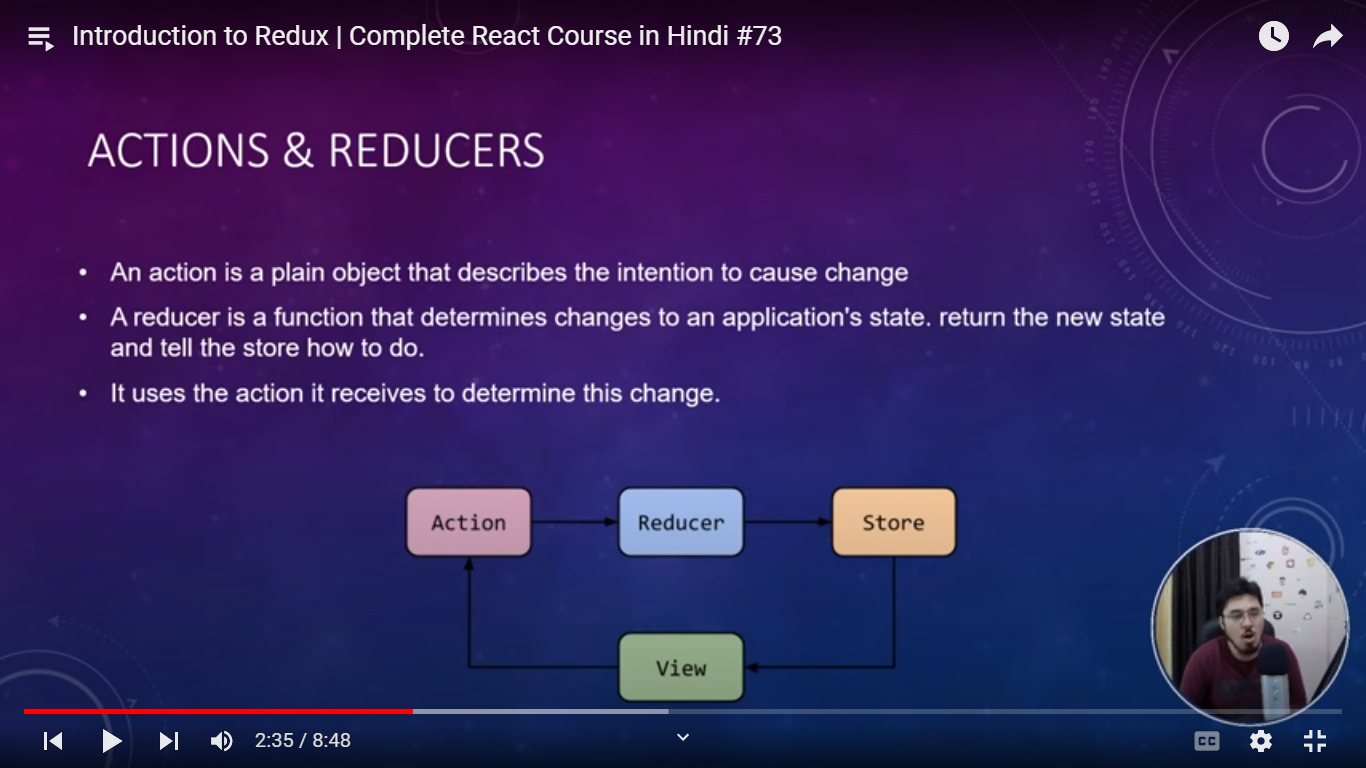 Introduction to Redux | Complete React Course in Hindi #73
ACTIONS & REDUCERS
• An action is a plain object that describes the intention to cause change
• A reducer is a function that determines changes to an application's state. return the new state
and tell the store how to do.
• It uses the action it receives to determine this change.
Action
Reducer
Store
View
2:35 / 8:48
CC